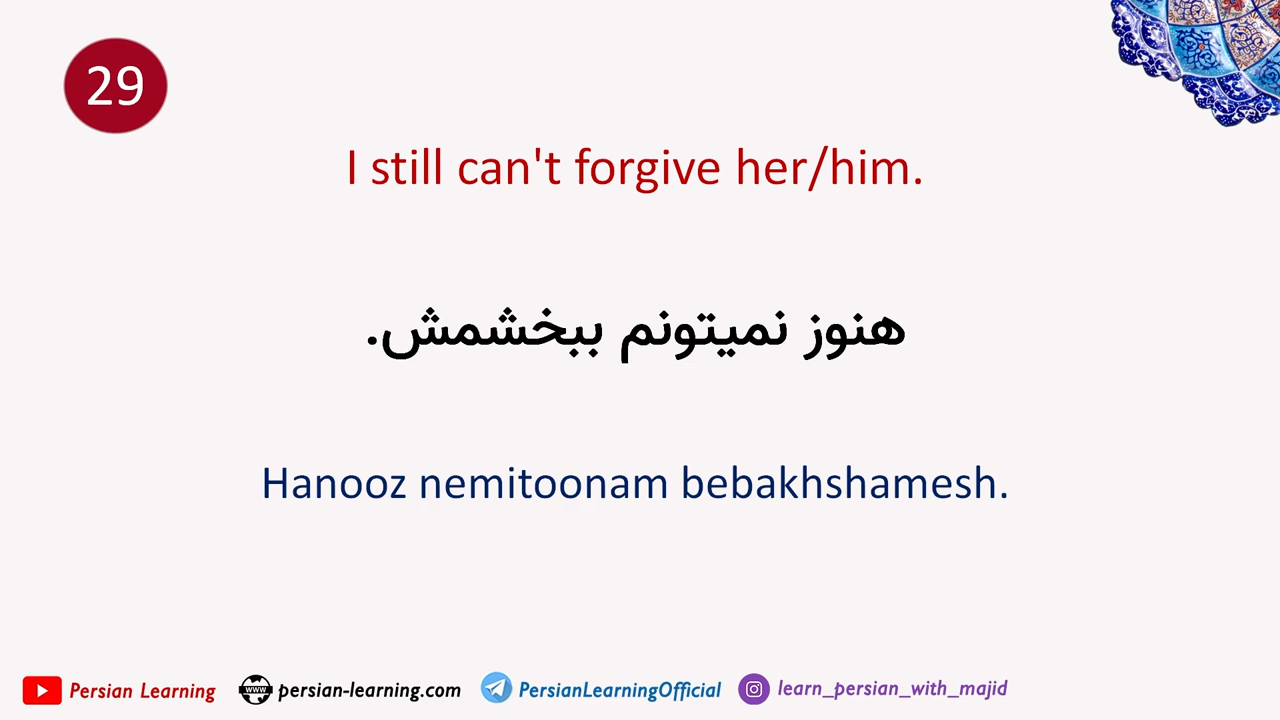 29
I still can't forgive her/him.
هنوز نمیتونم ببخشمش.
Hanooz nemitoonam bebakhshamesh.
Persian Learning WWW persian-learning.com PersianLearningOfficial learn_persian_with_majid